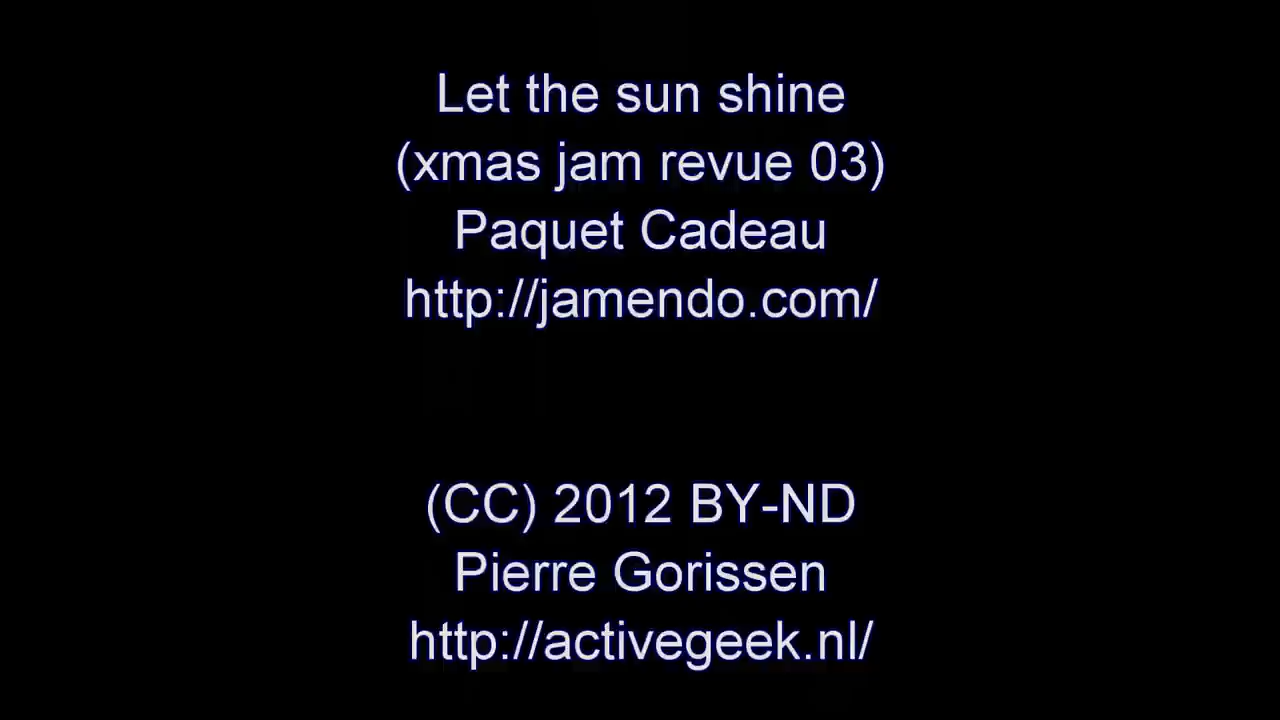 Let the sun shine
(xmas jam revue 03)
Paquet Cadeau
http://jamendo.com/
(CC) 2012 BY-ND
Pierre Gorissen
http://activegeek.nl/